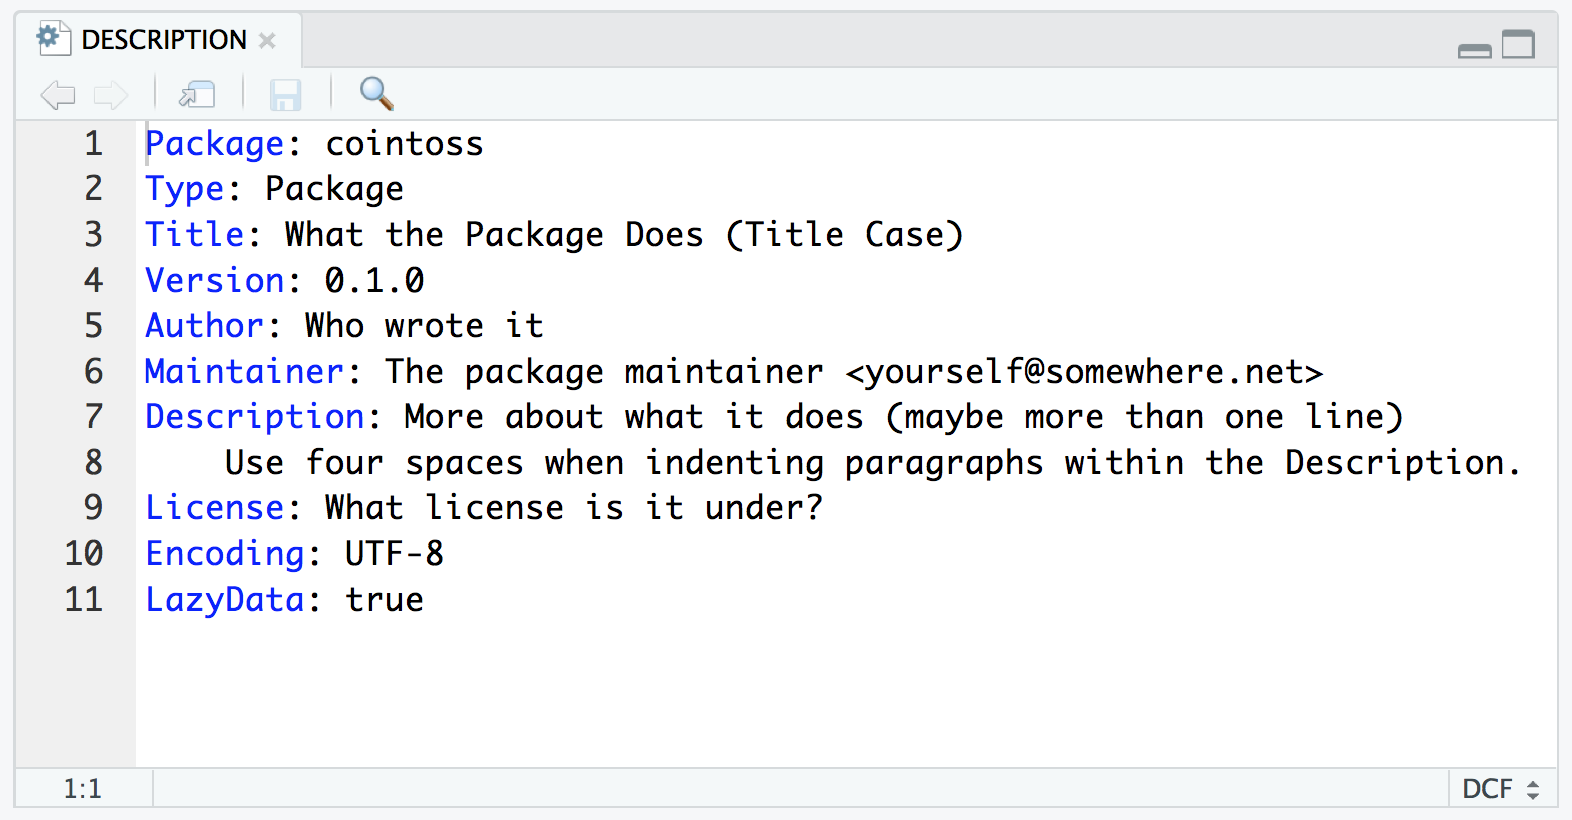 DESCRIPTION
1 Package: cointoss
2 Type: Package
3 Title: What the Package Does (Title Case)
4 Version: 0.1.0
5 Author: Who wrote it
6 Maintainer: The package maintainer <yourself@somewhere.net>
7 Description: More about what it does (maybe more than one line)
8     Use four spaces when indenting paragraphs within the Description.
9 License: What license is it under?
10 Encoding: UTF-8
11 LazyData: true
1:1 DCF